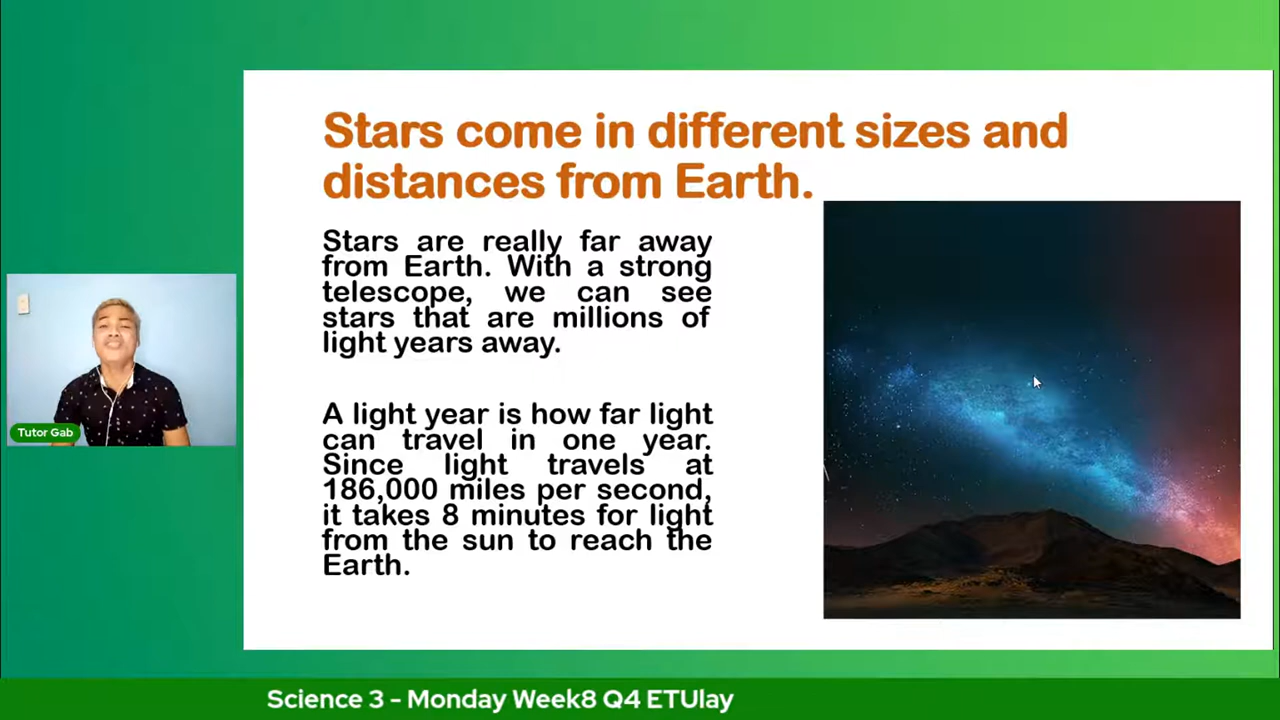 Stars come in different sizes and
distances from Earth.
Stars are really far away
from Earth. With a strong
telescope, we can see
stars that are millions of
light years away.
A light year is how far light
can travel in one year.
Since light travels at
186,000 miles per second,
it takes 8 minutes for light
from the sun to reach the
Earth.
Tutor Gab
Science 3 - Monday Week8 Q4 ETUlay